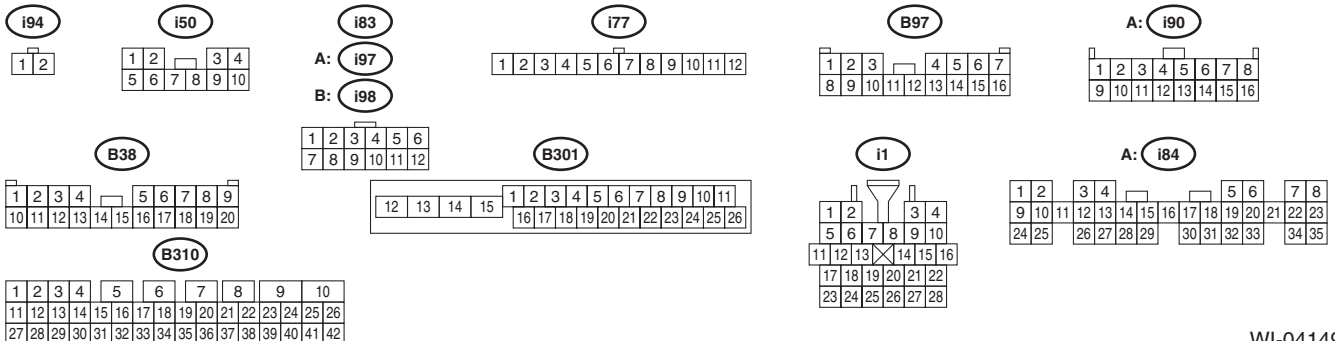 i94
1 2
i50
1 2 3 4
5 6 7 8 9 10
i83
A: i97
B: i98
1 2 3 4 5 6
7 8 9 10 11 12
i77
1 2 3 4 5 6 7 8 9 10 11 12
B97
1 2 3 4 5 6 7
8 9 10 11 12 13 14 15 16
A: i90
1 2 3 4 5 6 7 8
9 10 11 12 13 14 15 16
B38
1 2 3 4 5 6 7 8 9
10 11 12 13 14 15 16 17 18 19 20
B301
1 2 3 4 5 6 7 8 9 10 11
12 13 14 15
16 17 18 19 20 21 22 23 24 25 26
i1
1 2 3 4
5 6 7 8 9 10
11 12 13 14 15 16
17 18 19 20 21 22
23 24 25 26 27 28
A: i84
1 2 3 4 5 6 7 8
9 10 11 12 13 14 15 16 17 18 19 20 21 22 23
24 25 26 27 28 29 30 31 32 33 34 35
B310
1 2 3 4 5 6 7 8 9 10
11 12 13 14 15 16 17 18 19 20 21 22 23 24 25 26
27 28 29 30 31 32 33 34 35 36 37 38 39 40 41 42
WI-04149